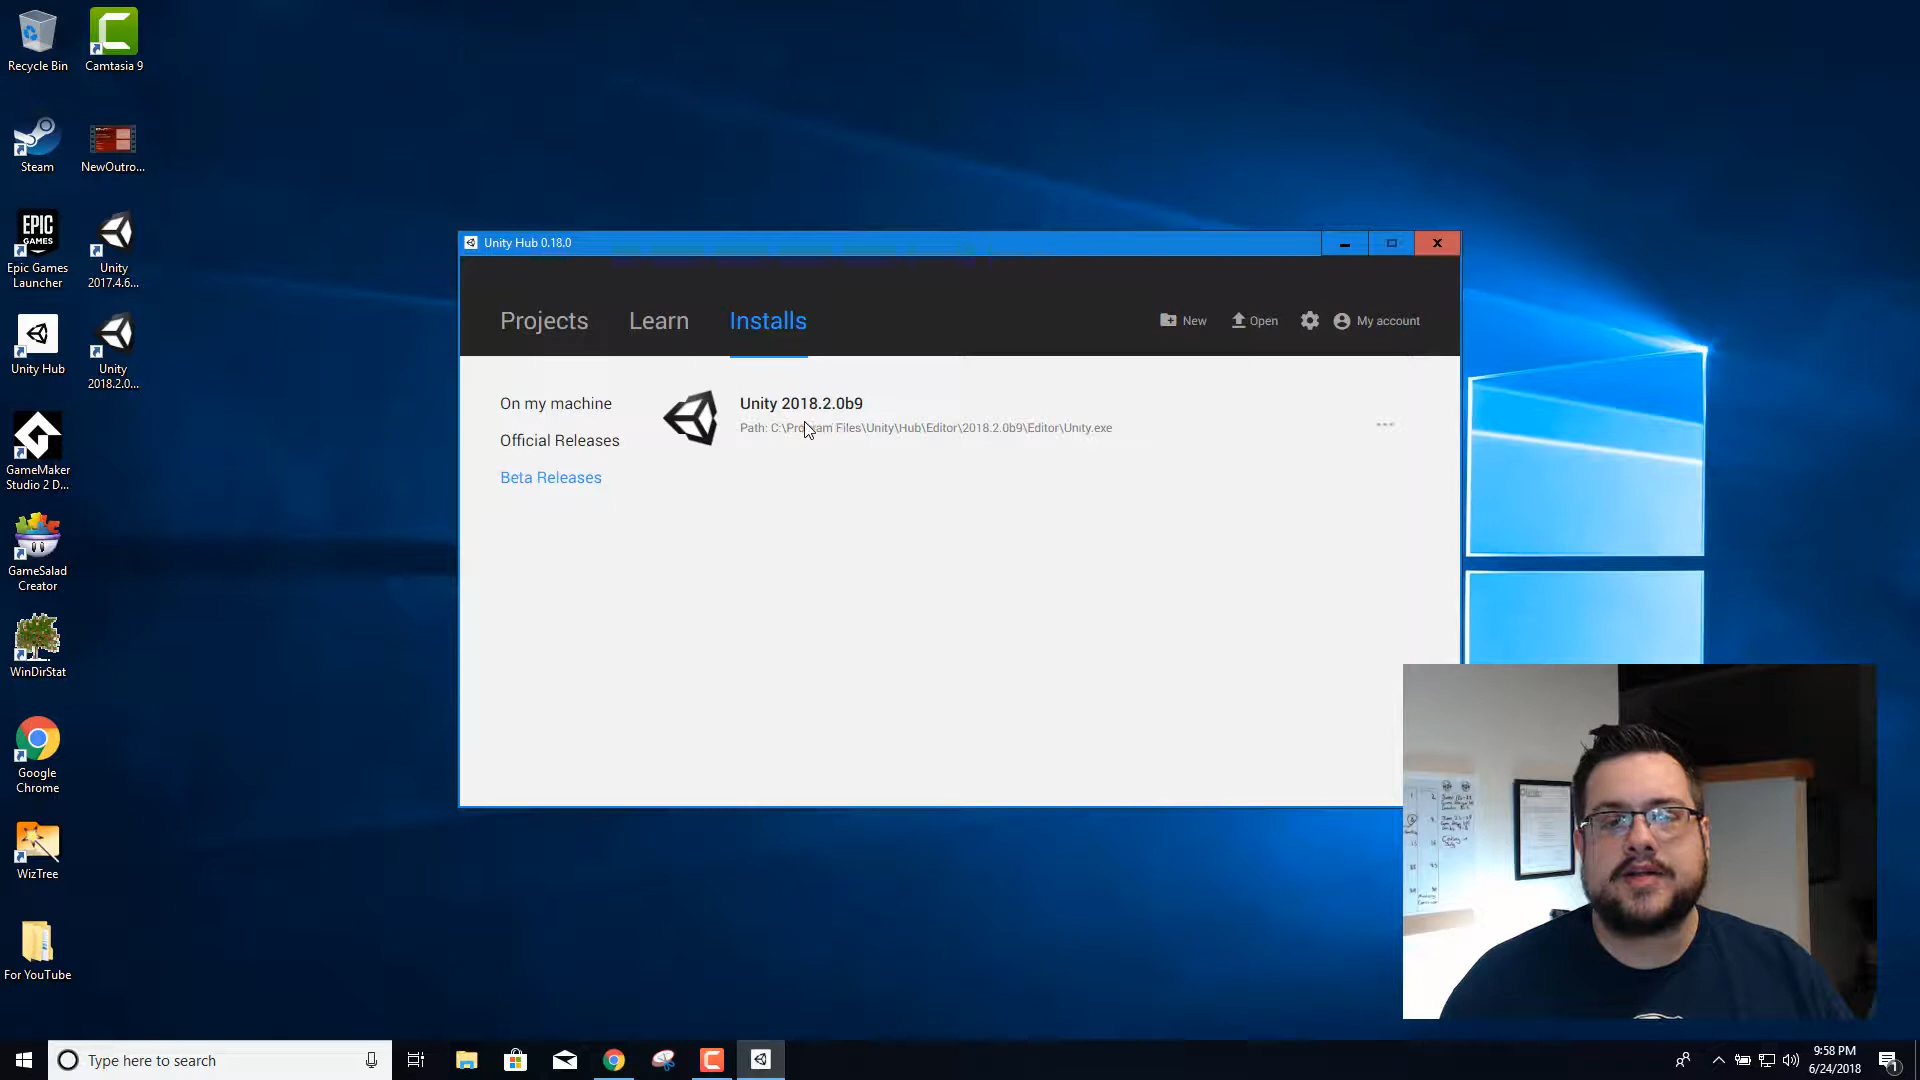 Recycle Bin
Camtasia 9
Steam
NewOutro...
EPIC
GAMES
Epic Games
Launcher
Unity
2017.4.6...
Unity Hub
Unity
2018.2.0...
GameMaker
Studio 2 D...
GameSalad
Creator
WinDirStat
Google
Chrome
WizTree
For YouTube
Unity Hub 0.18.0
Projects
Learn
Installs
New
Open
My account
On my machine
Official Releases
Beta Releases
Unity 2018.2.0b9
Path: C:\Program Files\Unity\Hub\Editor\2018.2.0b9\Editor\Unity.exe
Type here to search
9:58 PM
6/24/2018
1